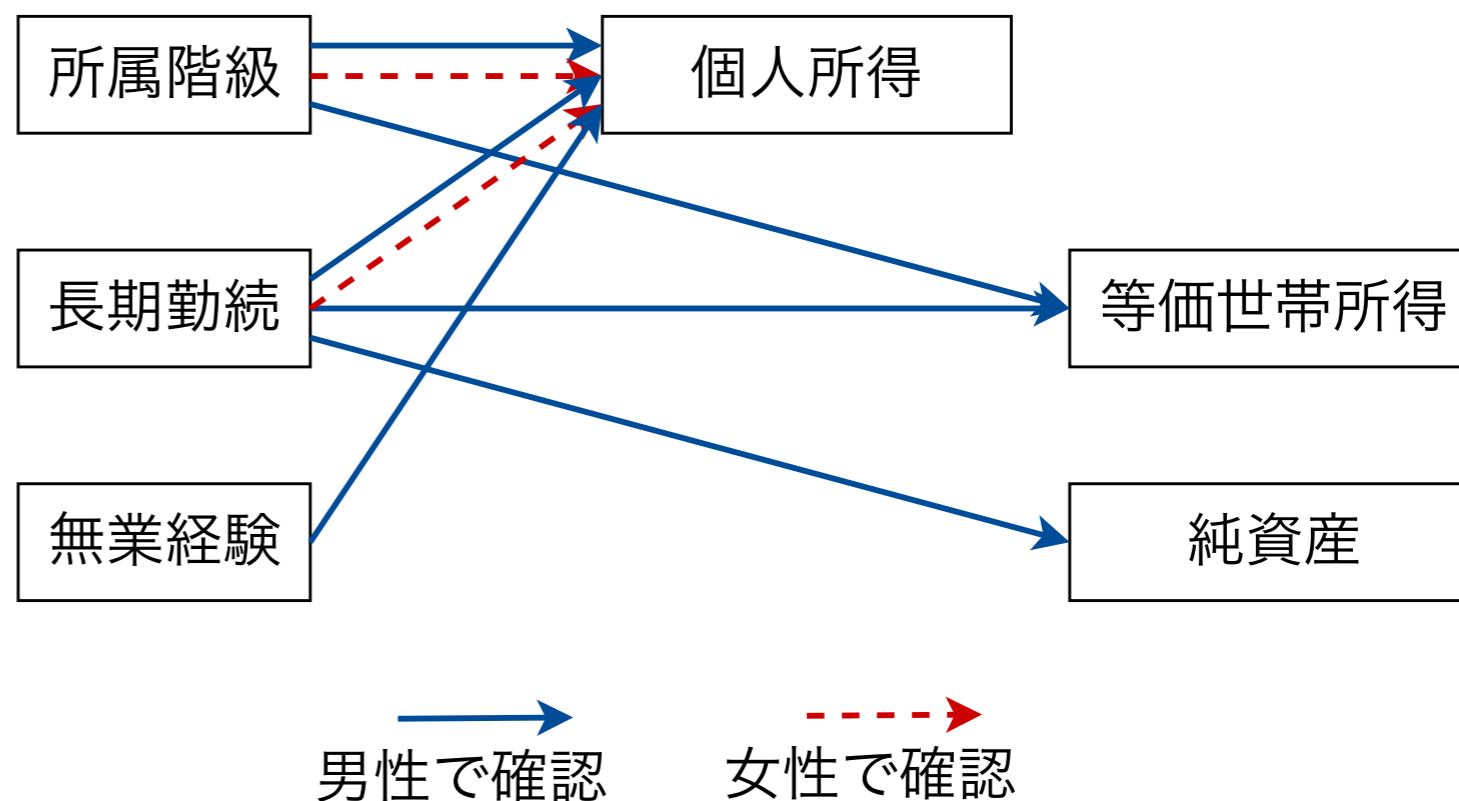 所属階級
個人所得
長期勤続
等価世帯所得
無業経験
純資産
男性で確認
女性で確認